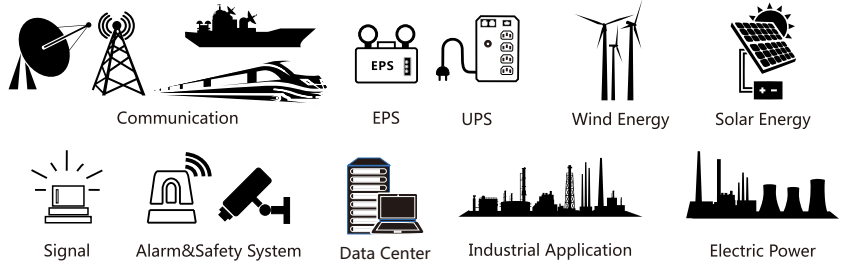 EPS
Communication
EPS
UPS
Wind Energy
Solar Energy
Signal
Alarm&Safety System
Data Center
Industrial Application
Electric Power